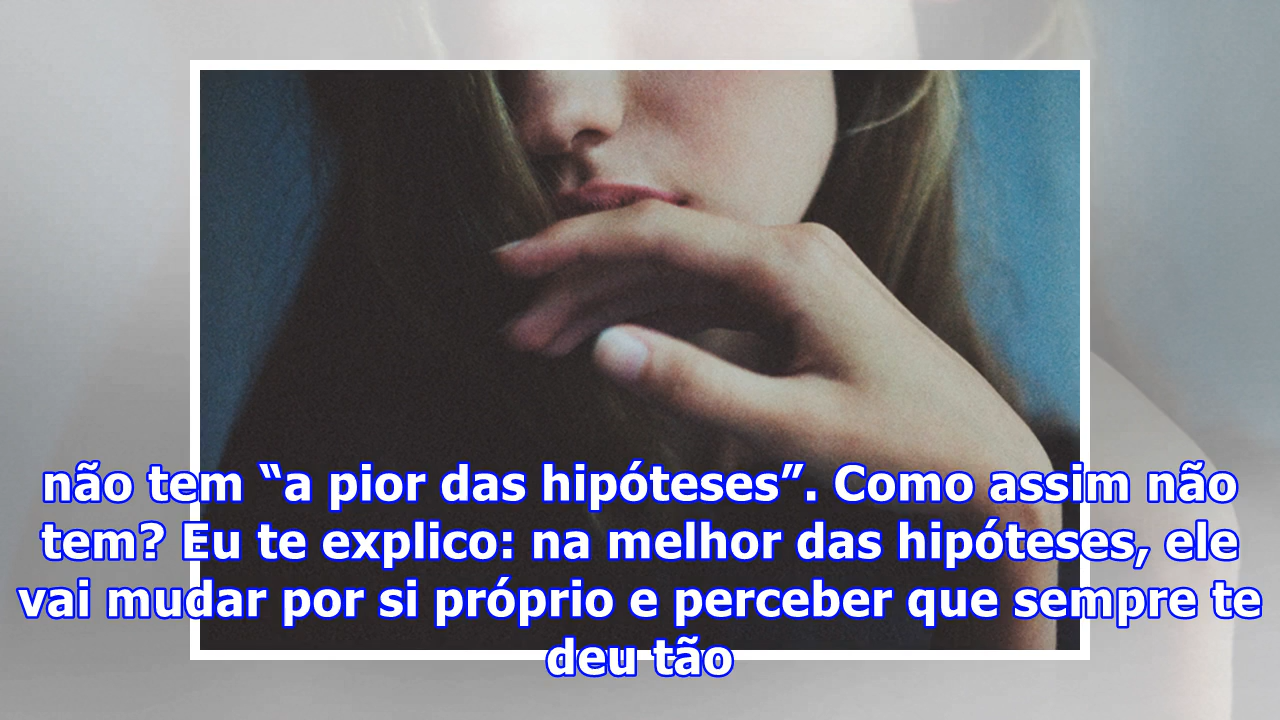 não tem “a pior das hipóteses”. Como assim não
tem? Eu te explico: na melhor das hipóteses, ele
vai mudar por si próprio e perceber que sempre te
deu tão